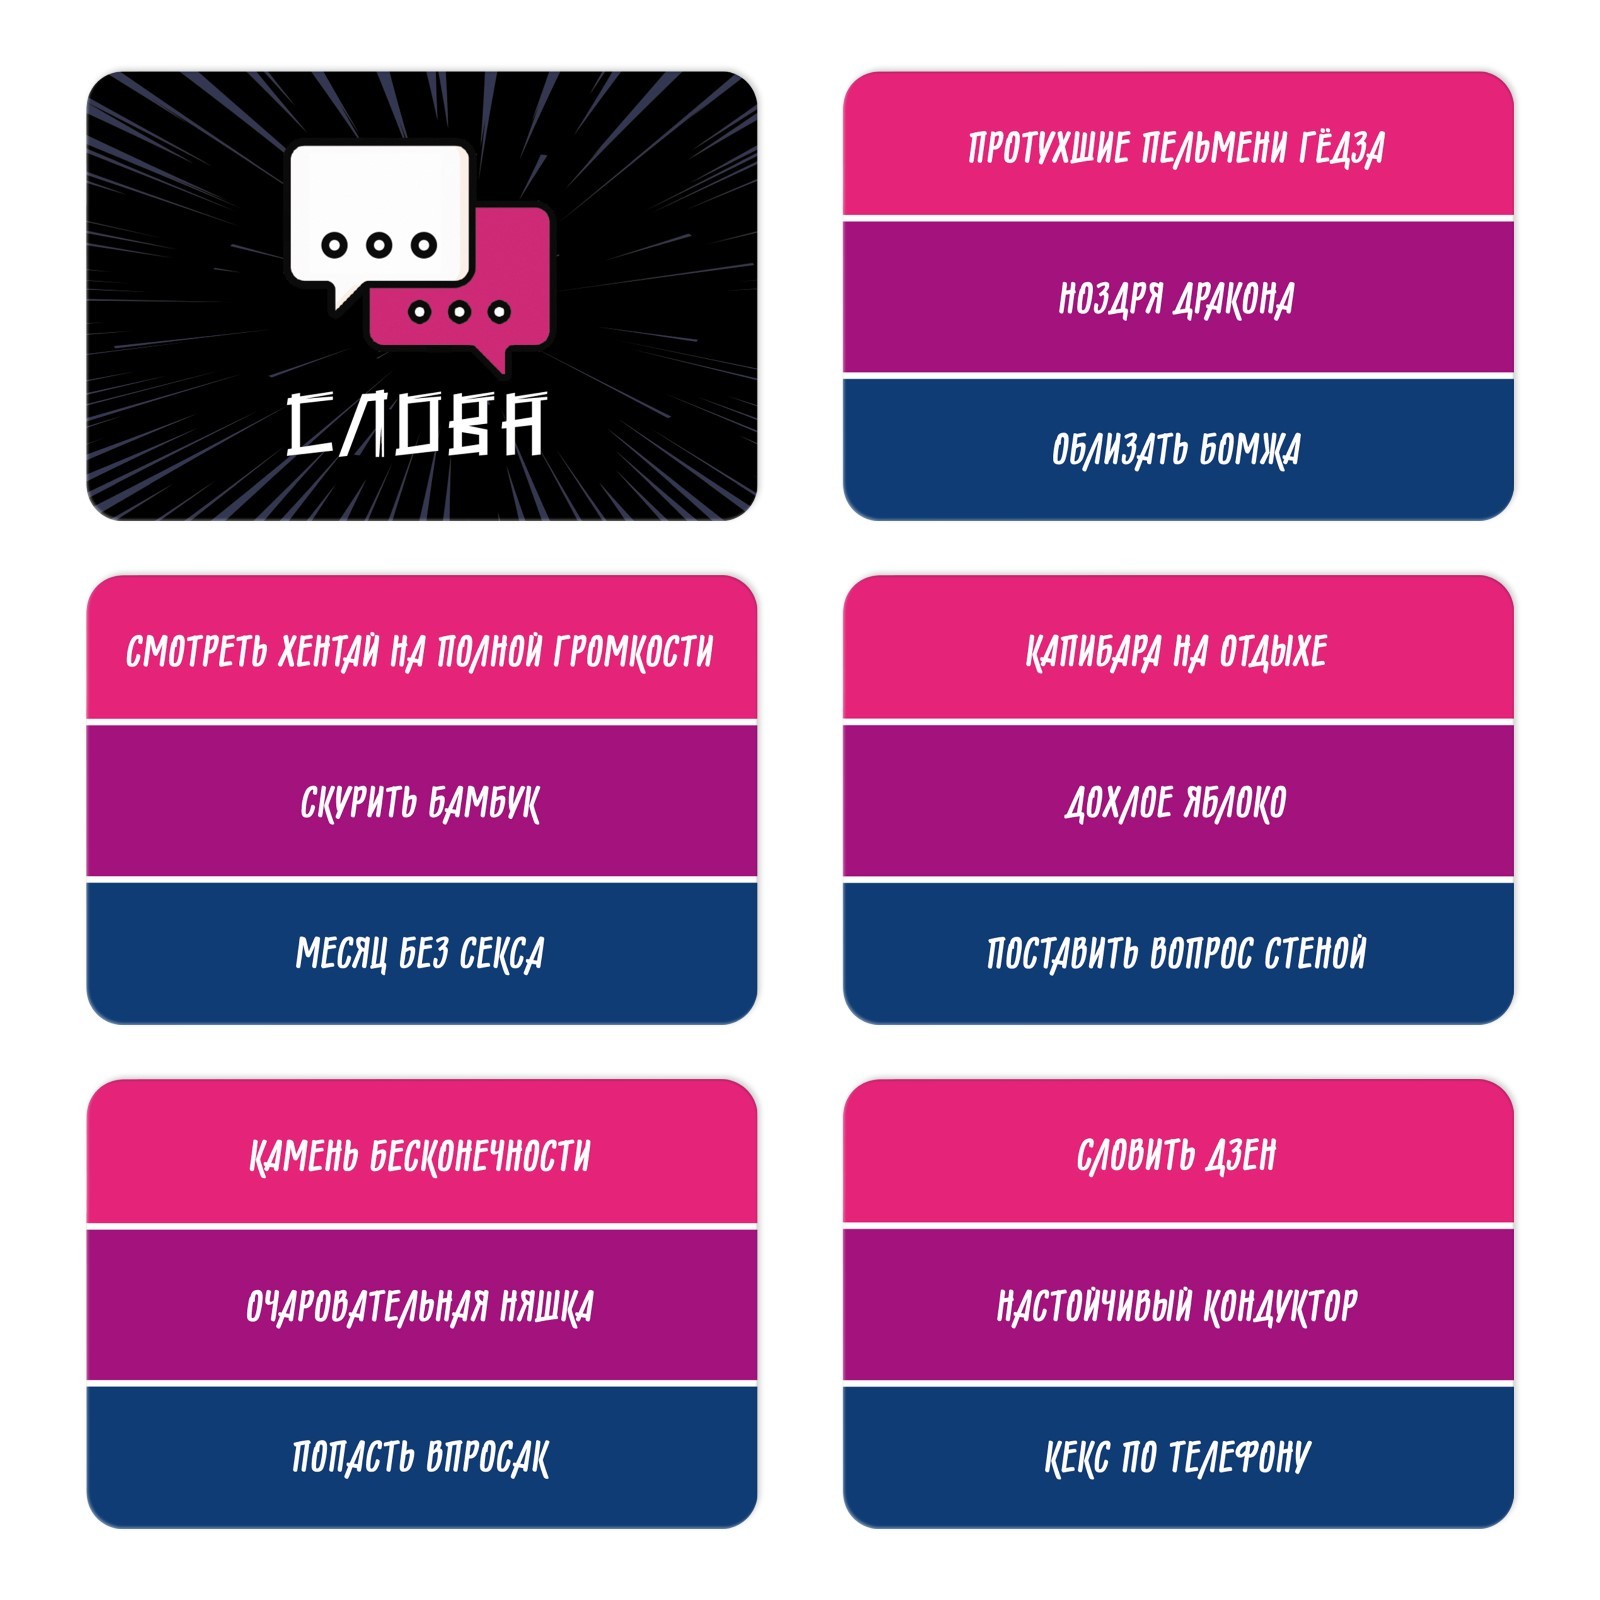 СЛОВА
ПРОТУХШИЕ ПЕЛЬМЕНИ ГЁДЗА
НОЗДРЯ ДРАКОНА
ОБЛИЗАТЬ БОМЖА
СМОТРЕТЬ ХЕНТАЙ НА ПОЛНОЙ ГРОМКОСТИ
СКУРИТЬ БАМБУК
МЕСЯЦ БЕЗ СЕКСА
КАПИБАРА НА ОТДЫХЕ
ДОХЛОЕ ЯБЛОКО
ПОСТАВИТЬ ВОПРОС СТЕНОЙ
КАМЕНЬ БЕСКОНЕЧНОСТИ
ОЧАРОВАТЕЛЬНАЯ НЯШКА
ПОПАСТЬ ВПРОСАК
СЛОВИТЬ ДЗЕН
НАСТОЙЧИВЫЙ КОНДУКТОР
КЕКС ПО ТЕЛЕФОНУ